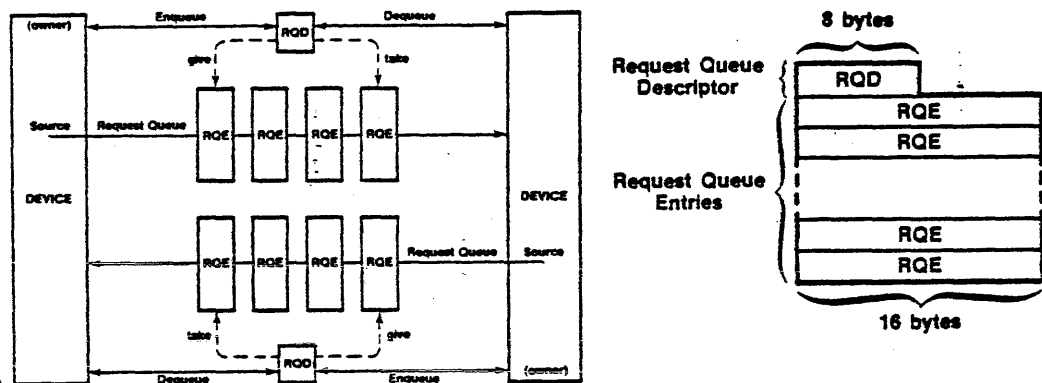 (owner)
Enqueue
RQD
Dequeue
give
take
Source
Request Queue
RQE
RQE
RQE
RQE
DEVICE
DEVICE
RQE
RQE
RQE
RQE
Request Queue
Source
take
give
RQD
Dequeue
Enqueue
(owner)
8 bytes
Request Queue
Descriptor
RQD
RQE
RQE
Request Queue
Entries
RQE
RQE
16 bytes